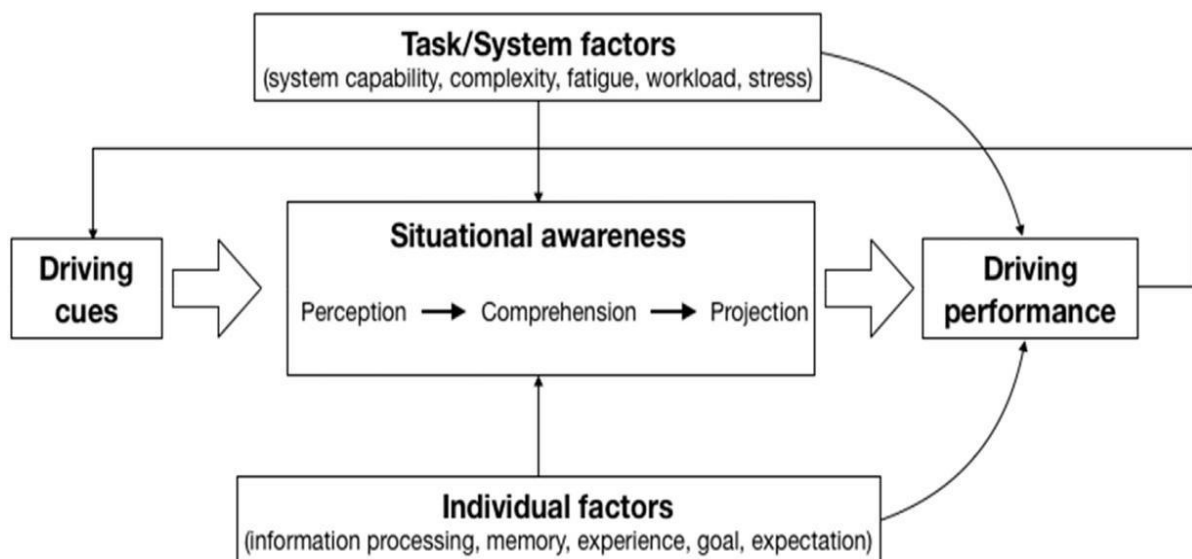 Task/System factors
(system capability, complexity, fatigue, workload, stress)
Driving
cues
Situational awareness
Perception Comprehension Projection
Driving
performance
Individual factors
(information processing, memory, experience, goal, expectation)